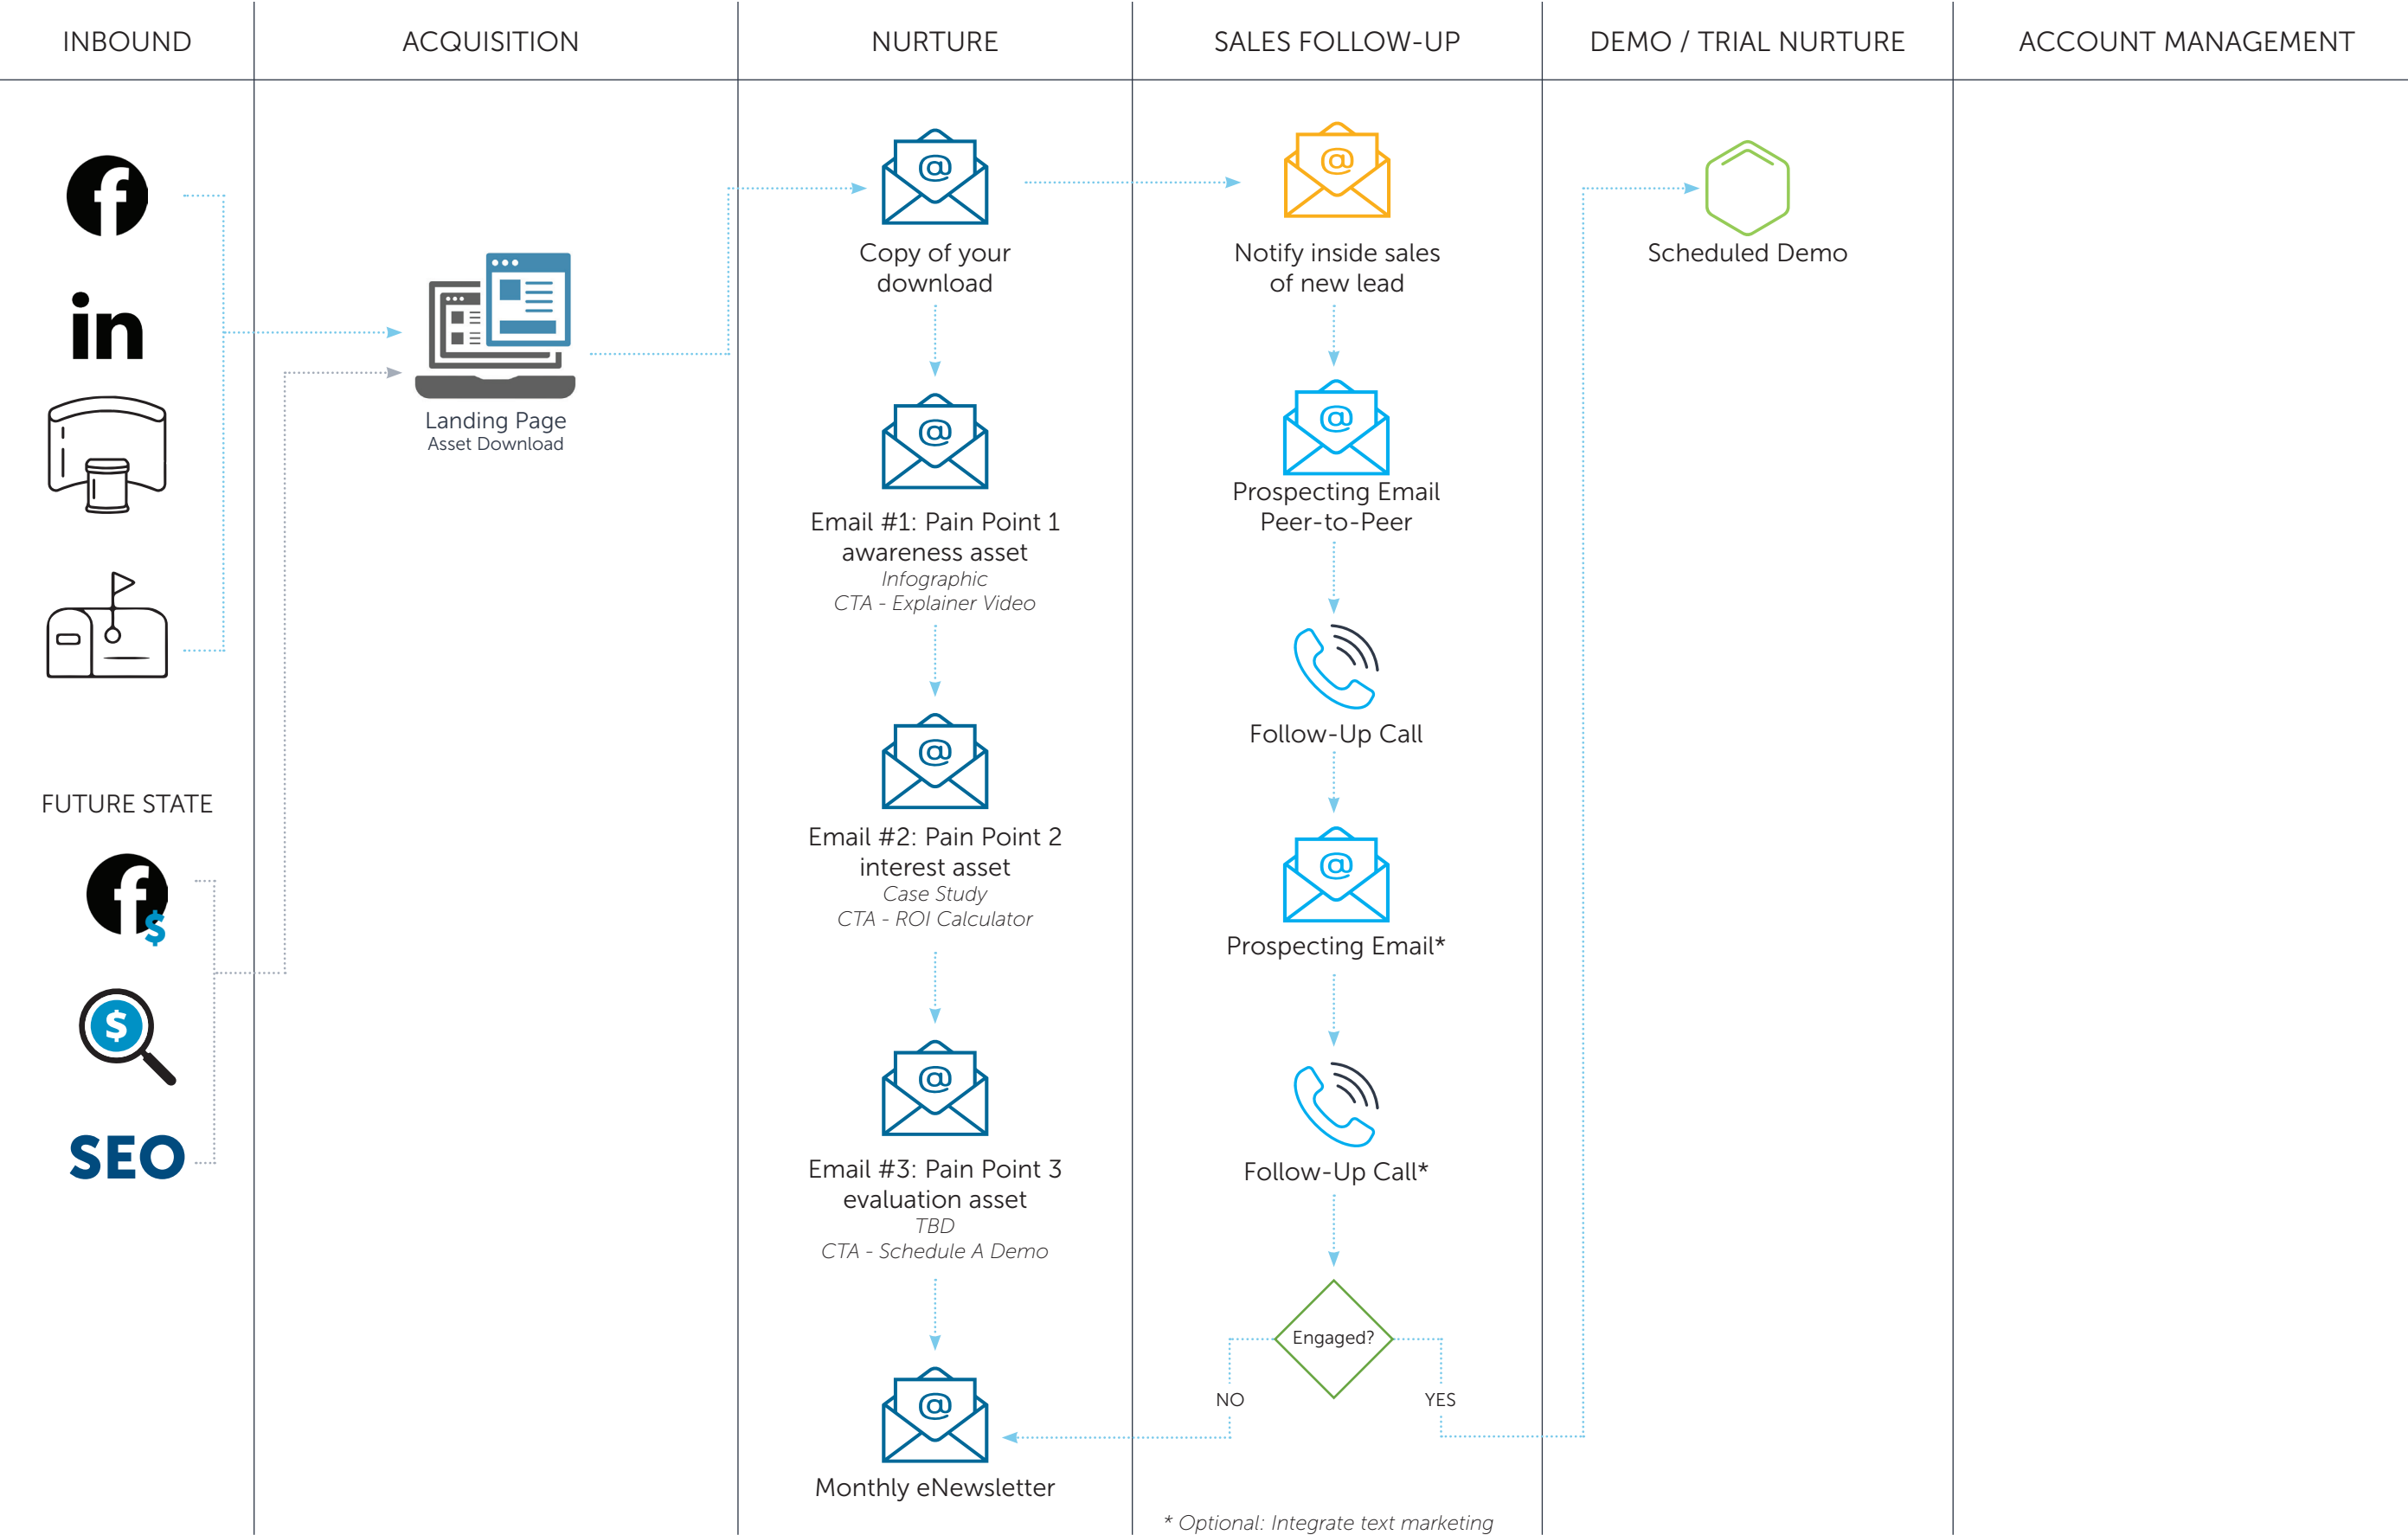 INBOUND
ACQUISITION
NURTURE
SALES FOLLOW-UP
DEMO / TRIAL NURTURE
ACCOUNT MANAGEMENT
f
in
FUTURE STATE
f
$
$
SEO
Landing Page
Asset Download
@
Copy of your
download
@
Email #1: Pain Point 1
awareness asset
Infographic
CTA - Explainer Video
@
Email #2: Pain Point 2
interest asset
Case Study
CTA - ROI Calculator
@
Email #3: Pain Point 3
evaluation asset
TBD
CTA - Schedule A Demo
@
Monthly eNewsletter
@
Notify inside sales
of new lead
@
Prospecting Email
Peer-to-Peer
Follow-Up Call
@
Prospecting Email*
Follow-Up Call*
Engaged?
NO
YES
* Optional: Integrate text marketing
Scheduled Demo